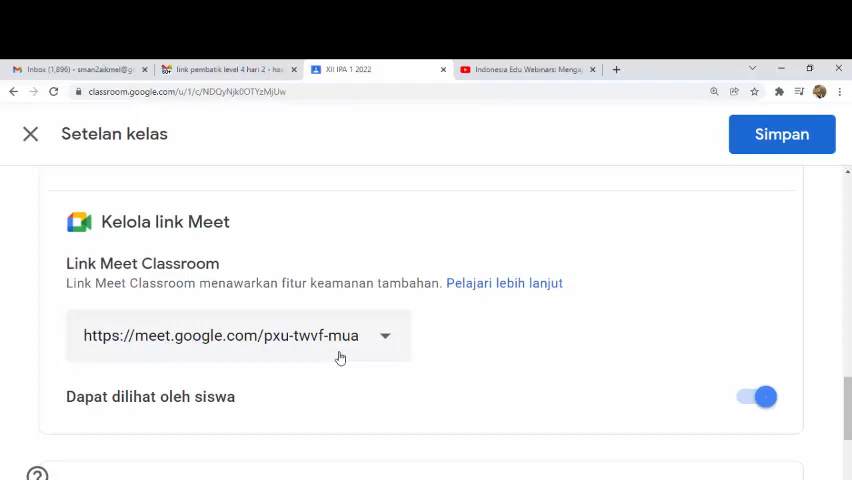 Inbox (1,896) - sman2aikmel@g
link pembatik level 4 hari 2 - ha
XII IPA 1 2022
Indonesia Edu Webinars: Menga
classroom.google.com/u/1/c/NDQyNjk0OTYzMjUw
Setelan kelas
Simpan
Kelola link Meet
Link Meet Classroom
Link Meet Classroom menawarkan fitur keamanan tambahan. Pelajari lebih lanjut
https://meet.google.com/pxu-twvf-mua
Dapat dilihat oleh siswa